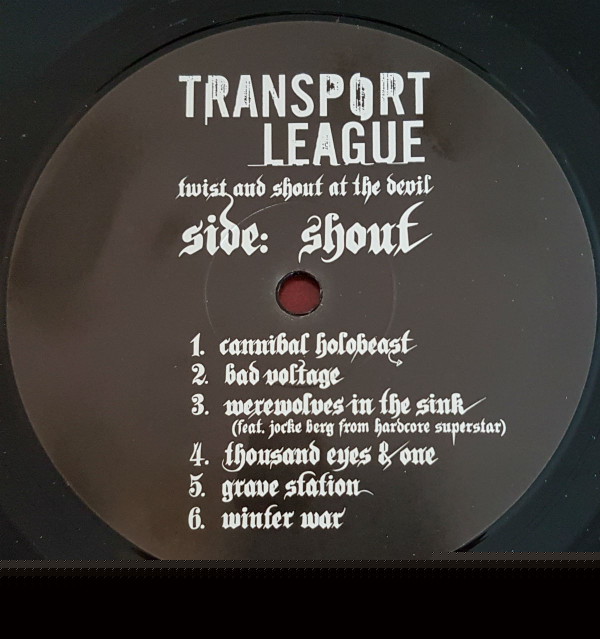 TRANSPORT
LEAGUE
twist and shout at the devil
side: shout
1. cannibal holobeast
2. bad voltage
3. werewolves in the sink
(feat. jocke berg from hardcore superstar)
4. thousand eyes & one
5. grave station
6. winter war